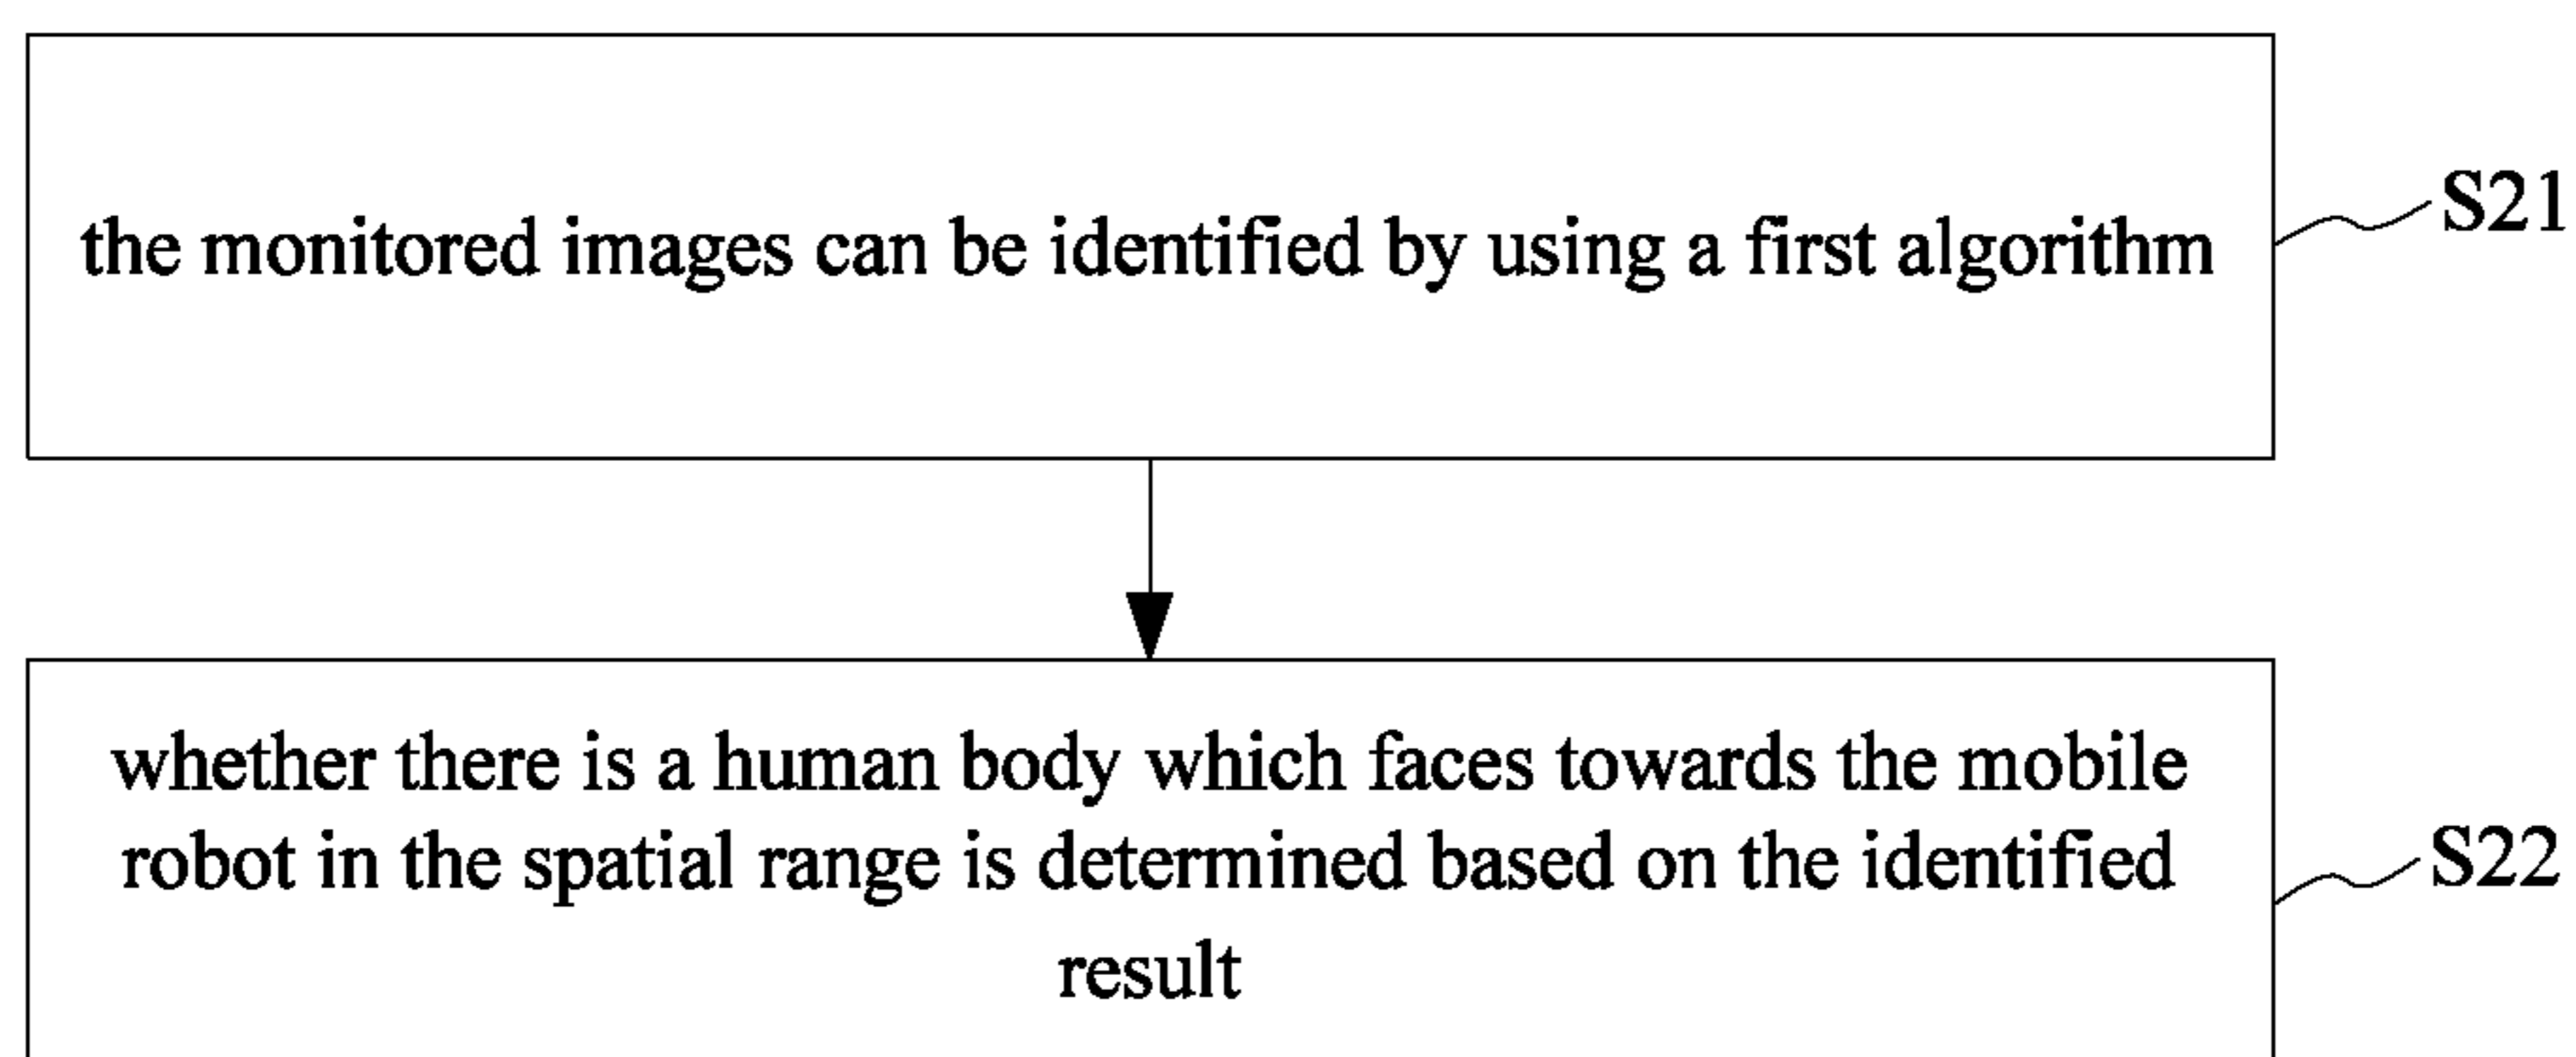 the monitored images can be identified by using a first algorithm
S21
whether there is a human body which faces towards the mobile
robot in the spatial range is determined based on the identified
result
S22